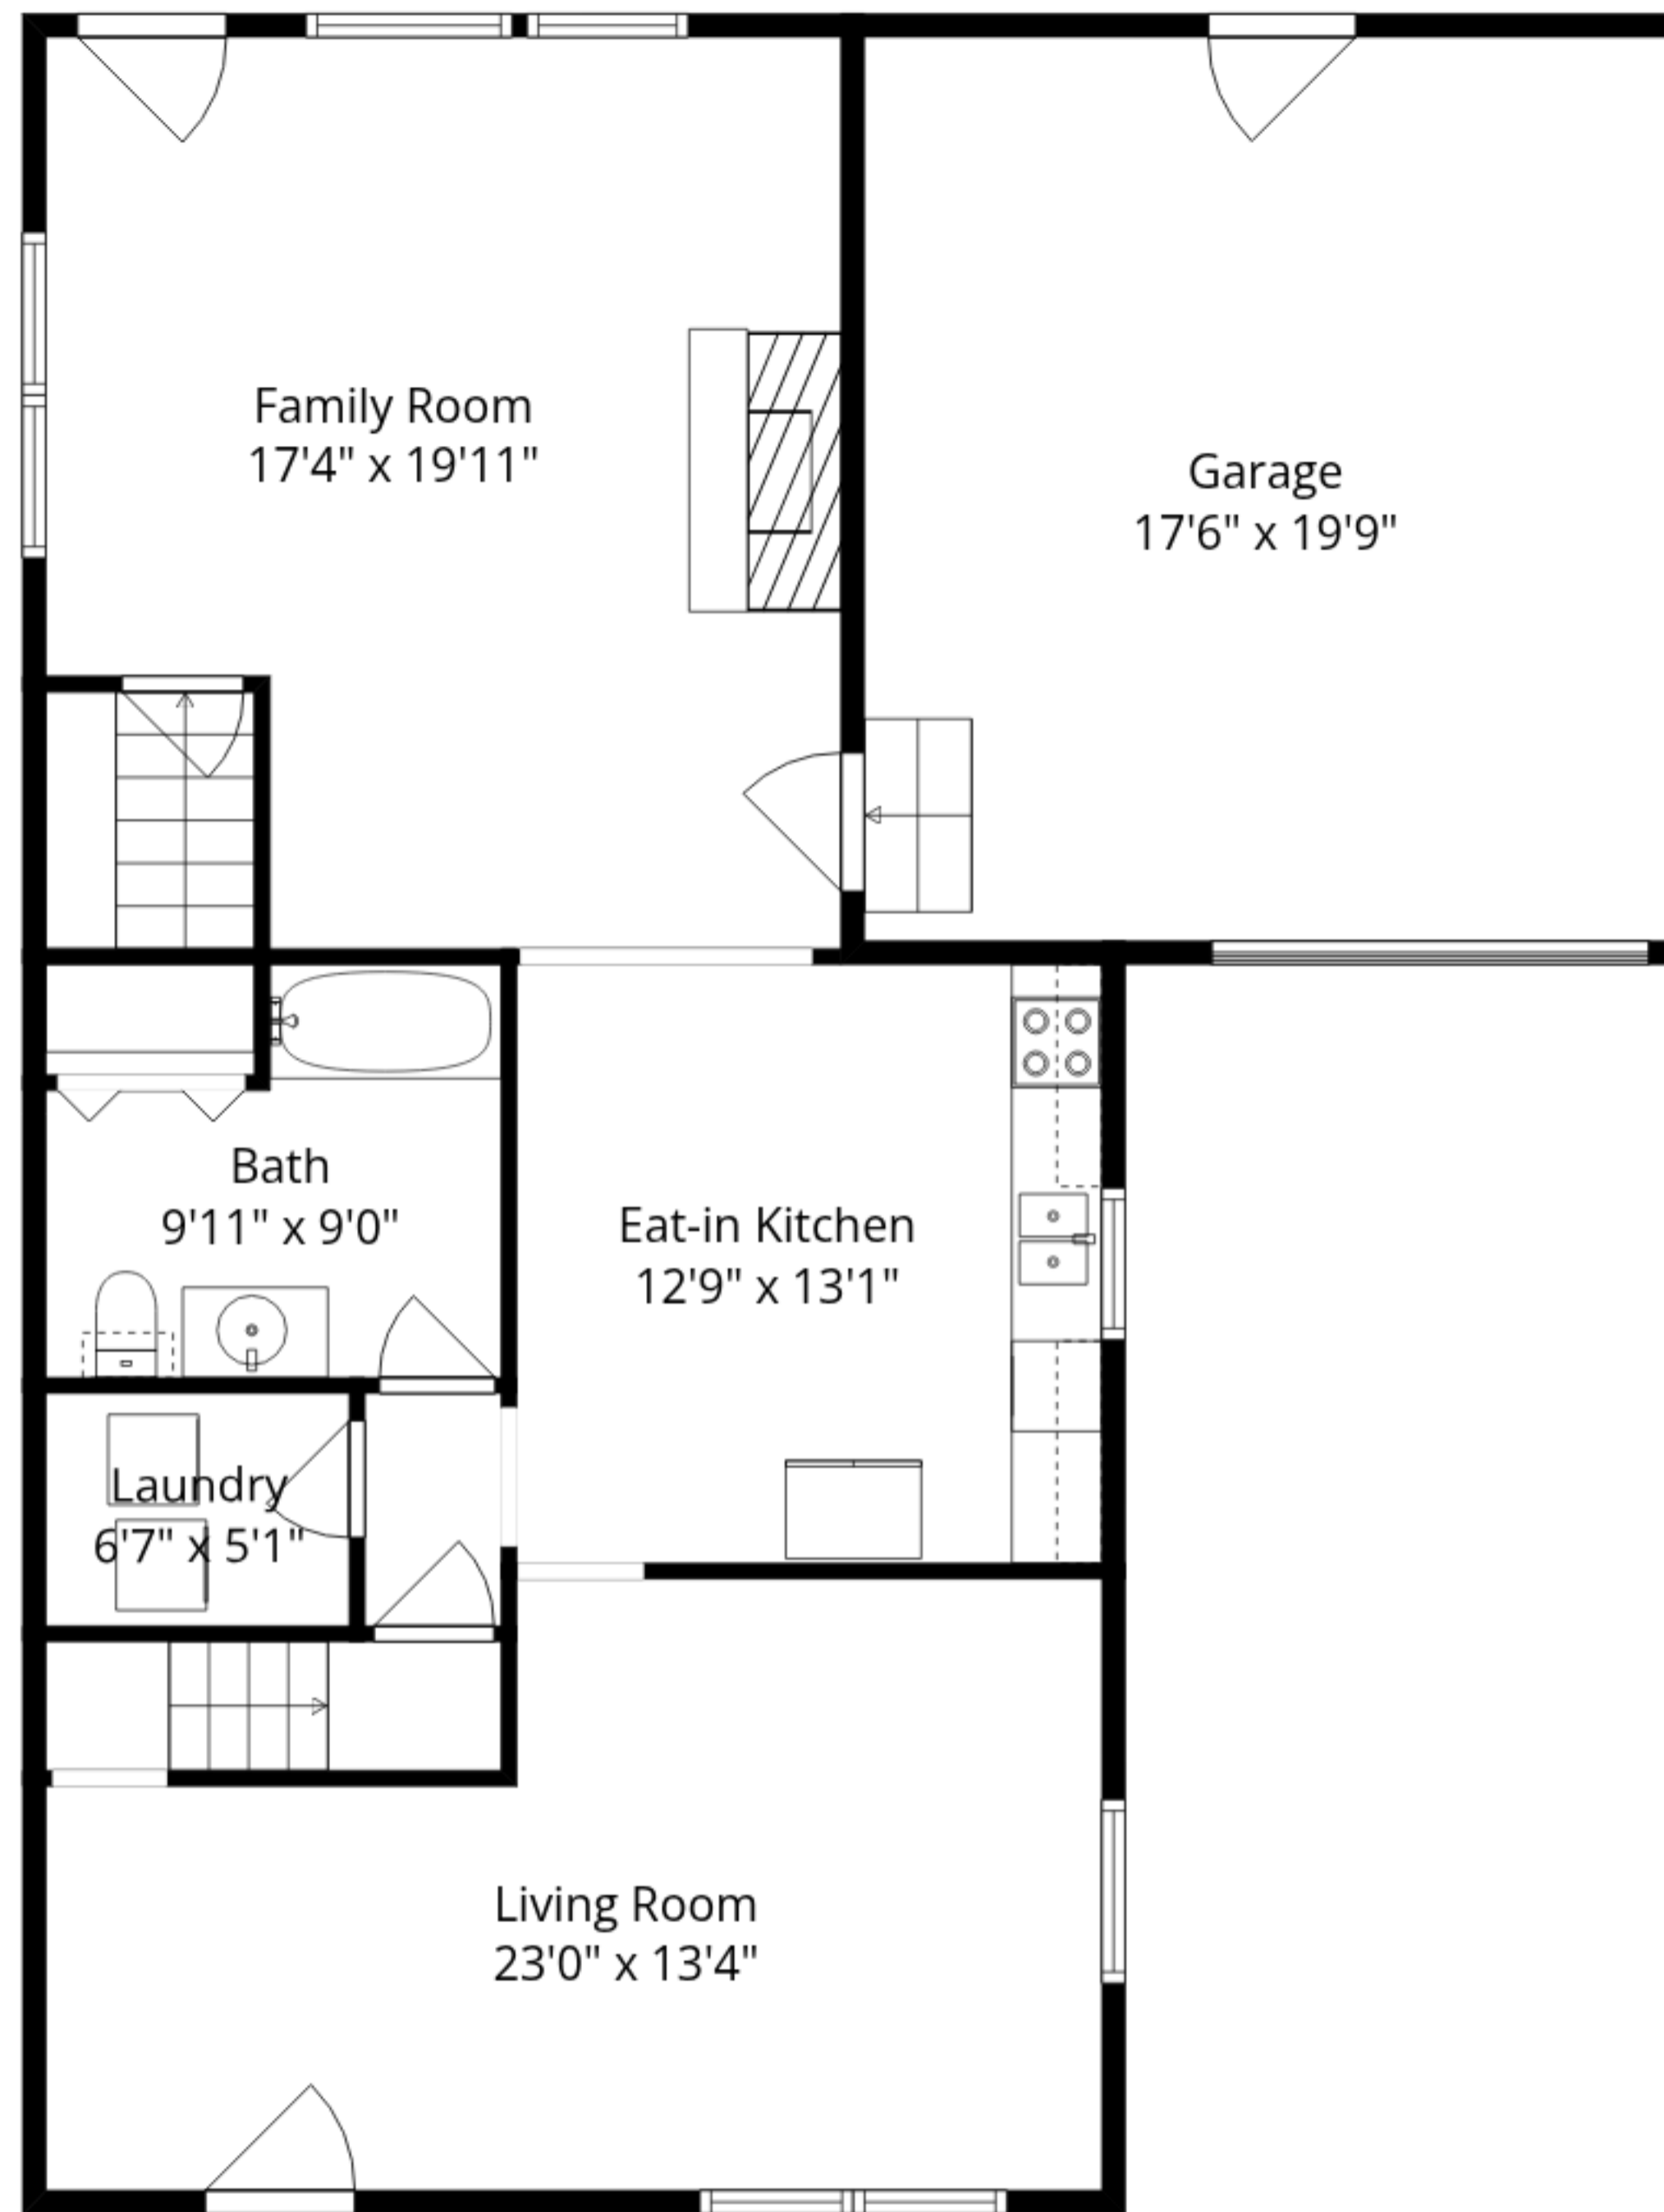 Family Room
17'4" x 19'11"
Garage
17'6" x 19'9"
Bath
9'11" x 9'0"
Eat-in Kitchen
12'9" x 13'1"
Laundry
6'7" x 5'1"
Living Room
23'0" x 13'4"